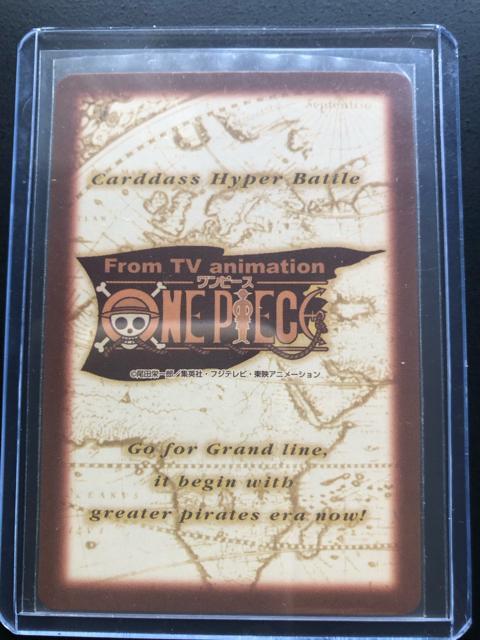 Septentrio
Carddass Hyper Battle
From TV animation
ワンピース
ONE PIECE
©尾田栄一郎／集英社・フジテレビ・東映アニメーション
Go for Grand line,
it begin with
greater pirates era now!